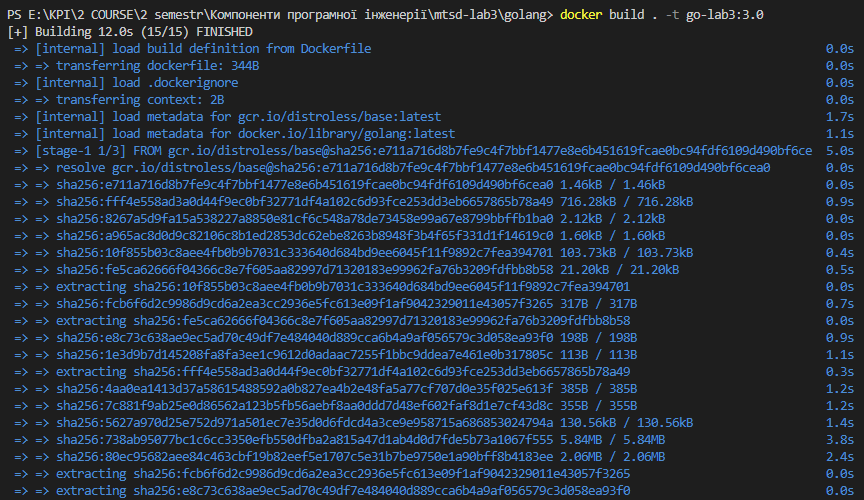 PS E:\KPI\2 COURSE\2 semestr\Компоненти програмної інженерії\mtsd-lab3\golang> docker build . -t go-lab3:3.0
[+] Building 12.0s (15/15) FINISHED
=> [internal] load build definition from Dockerfile 0.0s
=> => transferring dockerfile: 344B 0.0s
=> [internal] load .dockerignore 0.0s
=> => transferring context: 2B 0.0s
=> [internal] load metadata for gcr.io/distroless/base:latest 1.7s
=> [internal] load metadata for docker.io/library/golang:latest 1.1s
=> [stage-1 1/3] FROM gcr.io/distroless/base@sha256:e711a716d8b7fe9c4f7bbf1477e8e6b451619fcae0bc94fdf6109d490bf6ce 5.0s
=> => resolve gcr.io/distroless/base@sha256:e711a716d8b7fe9c4f7bbf1477e8e6b451619fcae0bc94fdf6109d490bf6cea0 0.0s
=> => sha256:e711a716d8b7fe9c4f7bbf1477e8e6b451619fcae0bc94fdf6109d490bf6cea0 1.46kB / 1.46kB 0.0s
=> => sha256:fff4e558ad3a0d44f9ec0bf32771df4a102c6d93fce253dd3eb6657865b78a49 716.28kB / 716.28kB 0.9s
=> => sha256:8267a5d9fa15a538227a8850e81cf6c548a78de73458e99a67e8799bbffb1ba0 2.12kB / 2.12kB 0.0s
=> => sha256:a965ac8d0d9c82106c8b1ed2853dc62ebe8263b8948f3b4f65f331d1f14619c0 1.60kB / 1.60kB 0.0s
=> => sha256:10f855b03c8aee4fb0b9b7031c333640d684bd9ee6045f11f9892c7fea394701 103.73kB / 103.73kB 0.4s
=> => sha256:fe5ca62666f04366c8e7f605aa82997d71320183e99962fa76b3209fdfbb8b58 21.20kB / 21.20kB 0.5s
=> => extracting sha256:10f855b03c8aee4fb0b9b7031c333640d684bd9ee6045f11f9892c7fea394701 0.0s
=> => sha256:fcb6f6d2c9986d9cd6a2ea3cc2936e5fc613e09f1af9042329011e43057f3265 317B / 317B 0.7s
=> => extracting sha256:fe5ca62666f04366c8e7f605aa82997d71320183e99962fa76b3209fdfbb8b58 0.0s
=> => sha256:e8c73c638ae9ec5ad70c49df7e484040d889cca6b4a9af056579c3d058ea93f0 198B / 198B 0.9s
=> => sha256:1e3d9b7d145208fa8fa3ee1c9612d0adaac7255f1bbc9ddea7e461e0b317805c 113B / 113B 1.1s
=> => extracting sha256:fff4e558ad3a0d44f9ec0bf32771df4a102c6d93fce253dd3eb6657865b78a49 0.3s
=> => sha256:4aa0ea1413d37a58615488592a0b827ea4b2e48fa5a77cf707d0e35f025e613f 385B / 385B 1.2s
=> => sha256:7c881f9ab25e0d86562a123b5fb56aebf8aa0ddd7d48ef602faf8d1e7cf43d8c 355B / 355B 1.2s
=> => sha256:5627a970d25e752d971a501ec7e35d0d6fdcd4a3ce9e958715a686853024794a 130.56kB / 130.56kB 1.4s
=> => sha256:738ab95077bc1c6cc3350efb550dfba2a815a47d1ab4d0d7fde5b73a1067f555 5.84MB / 5.84MB 3.8s
=> => sha256:80ec95682aee84c463cbf19b82eef5e1707c5e31b7be9750e1a90bff8b4183ee 2.06MB / 2.06MB 2.4s
=> => extracting sha256:fcb6f6d2c9986d9cd6a2ea3cc2936e5fc613e09f1af9042329011e43057f3265 0.0s
=> => extracting sha256:e8c73c638ae9ec5ad70c49df7e484040d889cca6b4a9af056579c3d058ea93f0 0.0s